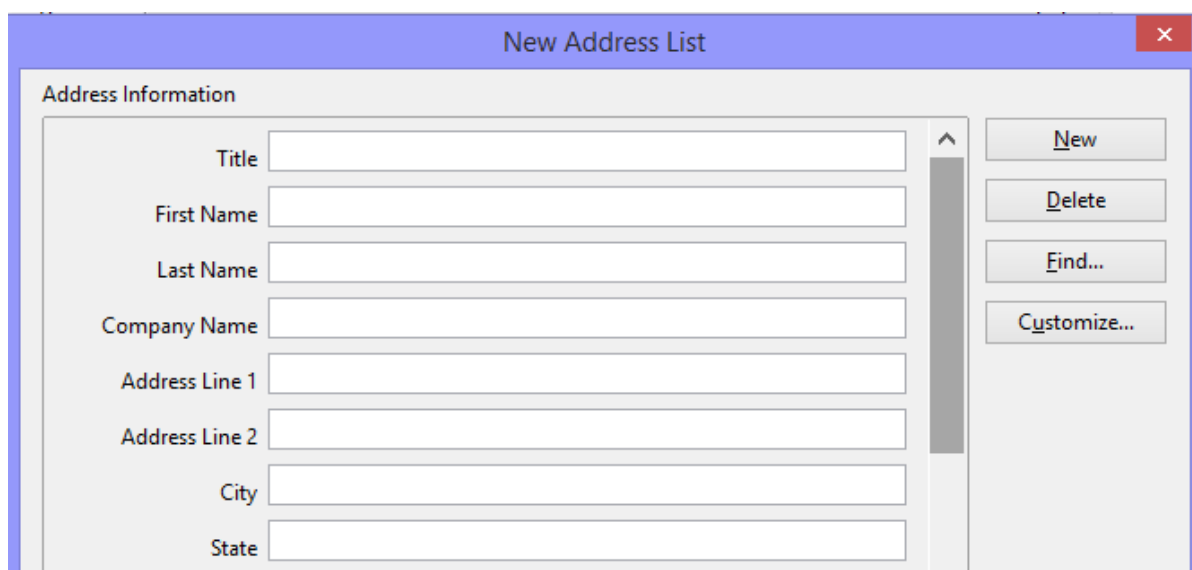 New Address List
×
Address Information
Title
First Name
Last Name
Company Name
Address Line 1
Address Line 2
City
State
New
Delete
Find...
Customize...